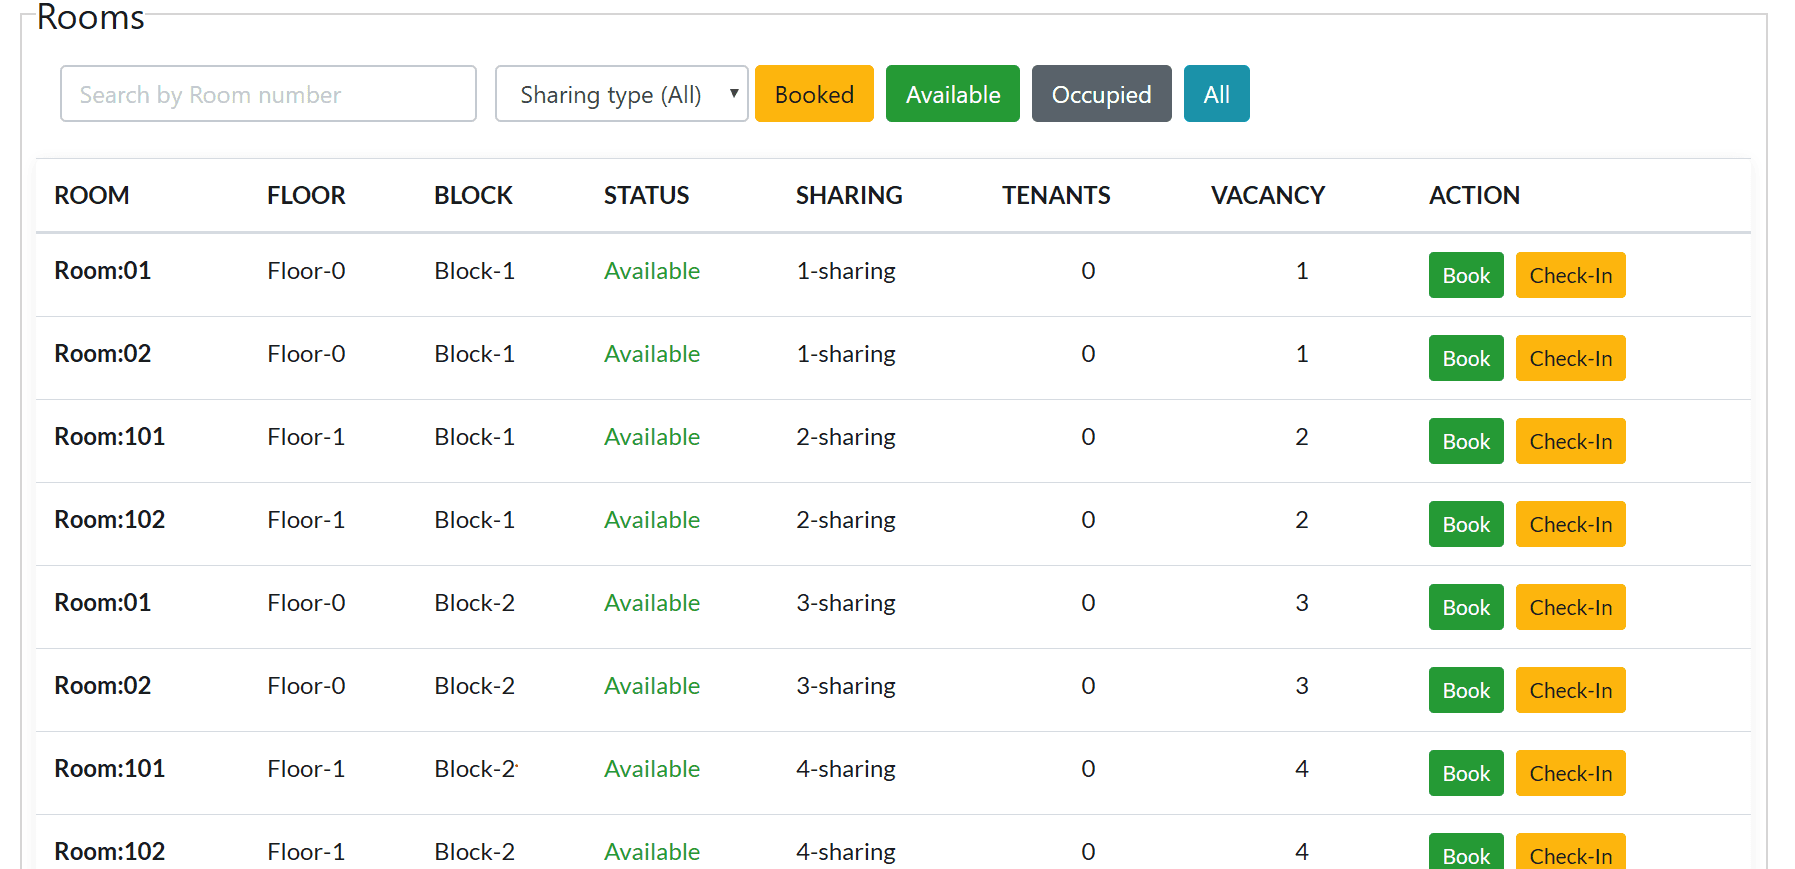 Rooms
Search by Room number Sharing type (All) Booked Available Occupied All
ROOM FLOOR BLOCK STATUS SHARING TENANTS VACANCY ACTION
Room:01 Floor-0 Block-1 Available 1-sharing 0 1 Book Check-In
Room:02 Floor-0 Block-1 Available 1-sharing 0 1 Book Check-In
Room:101 Floor-1 Block-1 Available 2-sharing 0 2 Book Check-In
Room:102 Floor-1 Block-1 Available 2-sharing 0 2 Book Check-In
Room:01 Floor-0 Block-2 Available 3-sharing 0 3 Book Check-In
Room:02 Floor-0 Block-2 Available 3-sharing 0 3 Book Check-In
Room:101 Floor-1 Block-2 Available 4-sharing 0 4 Book Check-In
Room:102 Floor-1 Block-2 Available 4-sharing 0 4 Book Check-In